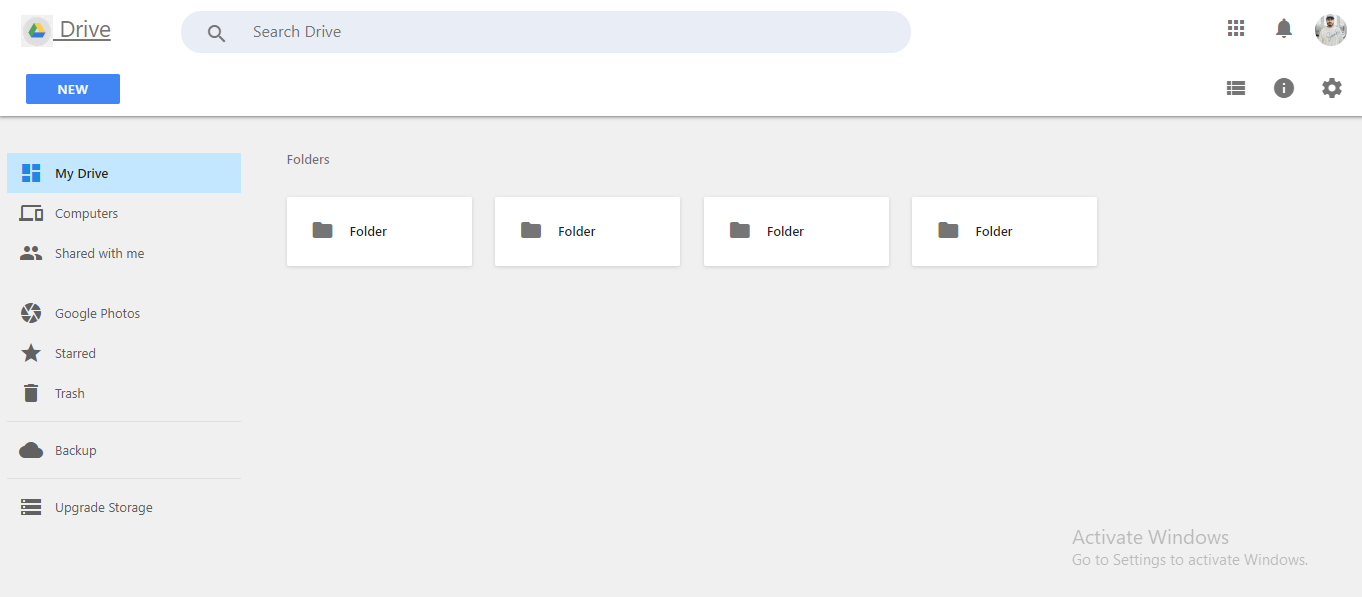 Drive
Search Drive
NEW
My Drive
Computers
Shared with me
Google Photos
Starred
Trash
Backup
Upgrade Storage
Folders
Folder
Folder
Folder
Folder
Activate Windows
Go to Settings to activate Windows.